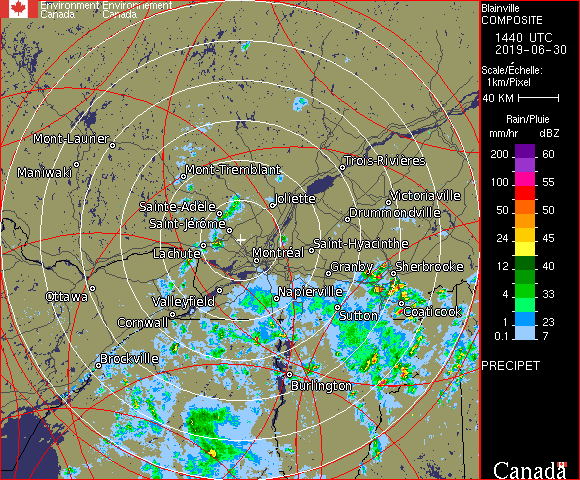 Environment Environnement
Canada Canada
Blainville
COMPOSITE
1440 UTC
2019-06-30
Scale/Échelle:
1km/Pixel
40 KM
Rain/Pluie
mm/hr dBZ
200 60
100 55
50 50
24 45
12 40
4 33
1 23
0.1 7
PRECIPET
Canada
Mont-Laurier
Maniwaki
Mont-Tremblant
Trois-Rivières
Sainte-Adele
Joliette
Victoriaville
Saint-Jérôme
Drummondville
Lachute
Montréal
Saint-Hyacinthe
Granby
Sherbrooke
Ottawa
Valleyfield
Napierville
Cornwall
Sutton
Coaticook
Brockville
Burlington